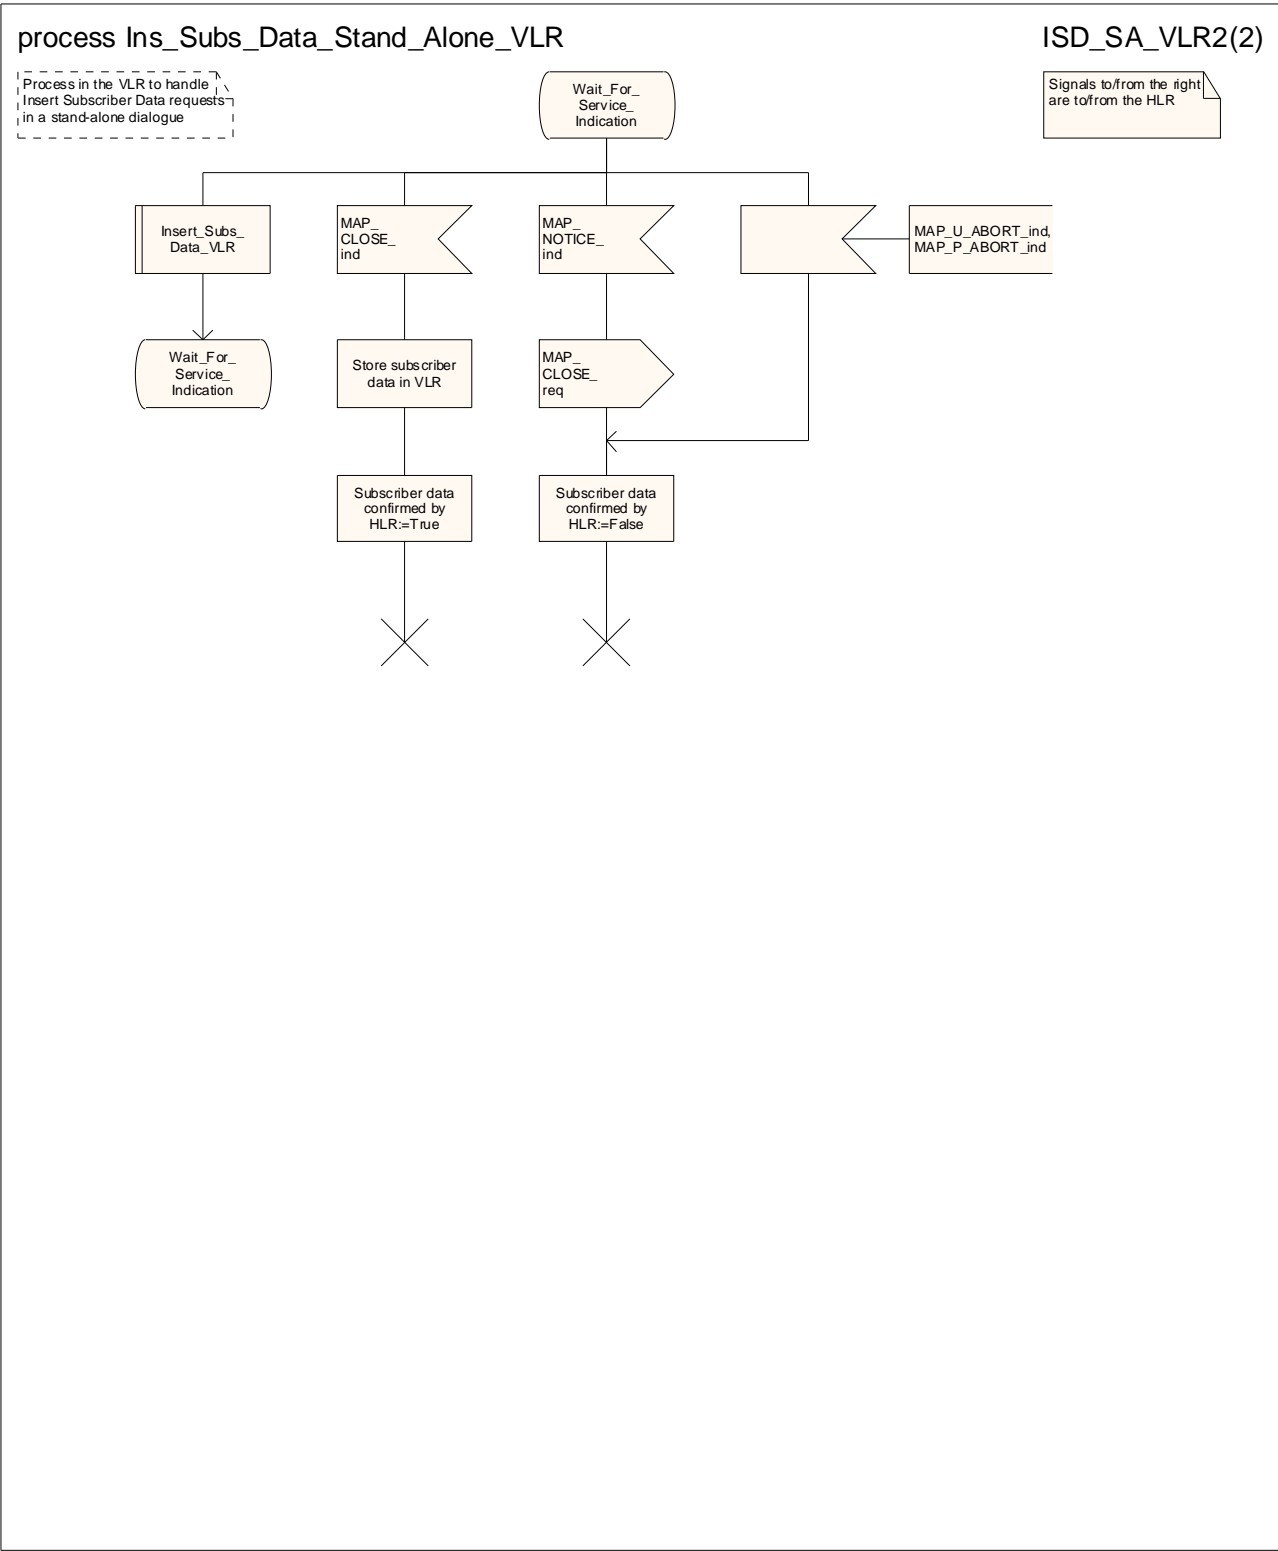 process Ins_Subs_Data_Stand_Alone_VLR
ISD_SA_VLR2(2)
Process in the VLR to handle
Insert Subscriber Data requests
in a stand-alone dialogue
Wait_For_
Service_
Indication
Signals to/from the right
are to/from the HLR
Insert_Subs_
Data_VLR
MAP_
CLOSE_
ind
MAP_
NOTICE_
ind
MAP_U_ABORT_ind,
MAP_P_ABORT_ind
Wait_For_
Service_
Indication
Store subscriber
data in VLR
MAP_
CLOSE_
req
Subscriber data
confirmed by
HLR:=True
Subscriber data
confirmed by
HLR:=False